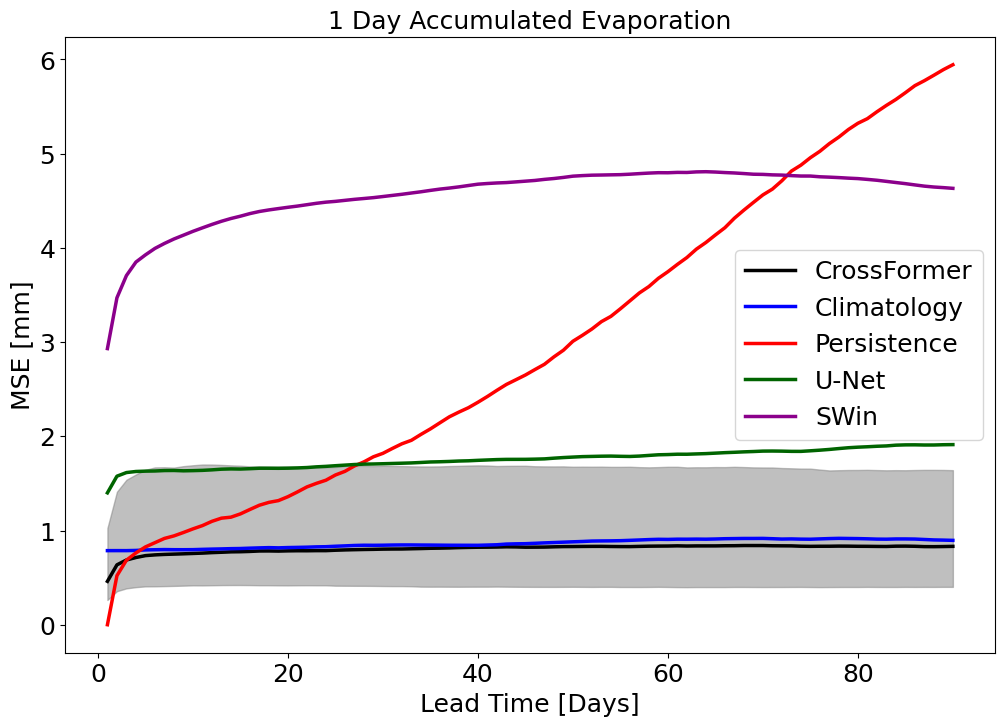 1 Day Accumulated Evaporation
MSE [mm]
6
5
4
3
2
1
0
CrossFormer
Climatology
Persistence
U-Net
SWin
0 20 40 60 80
Lead Time [Days]